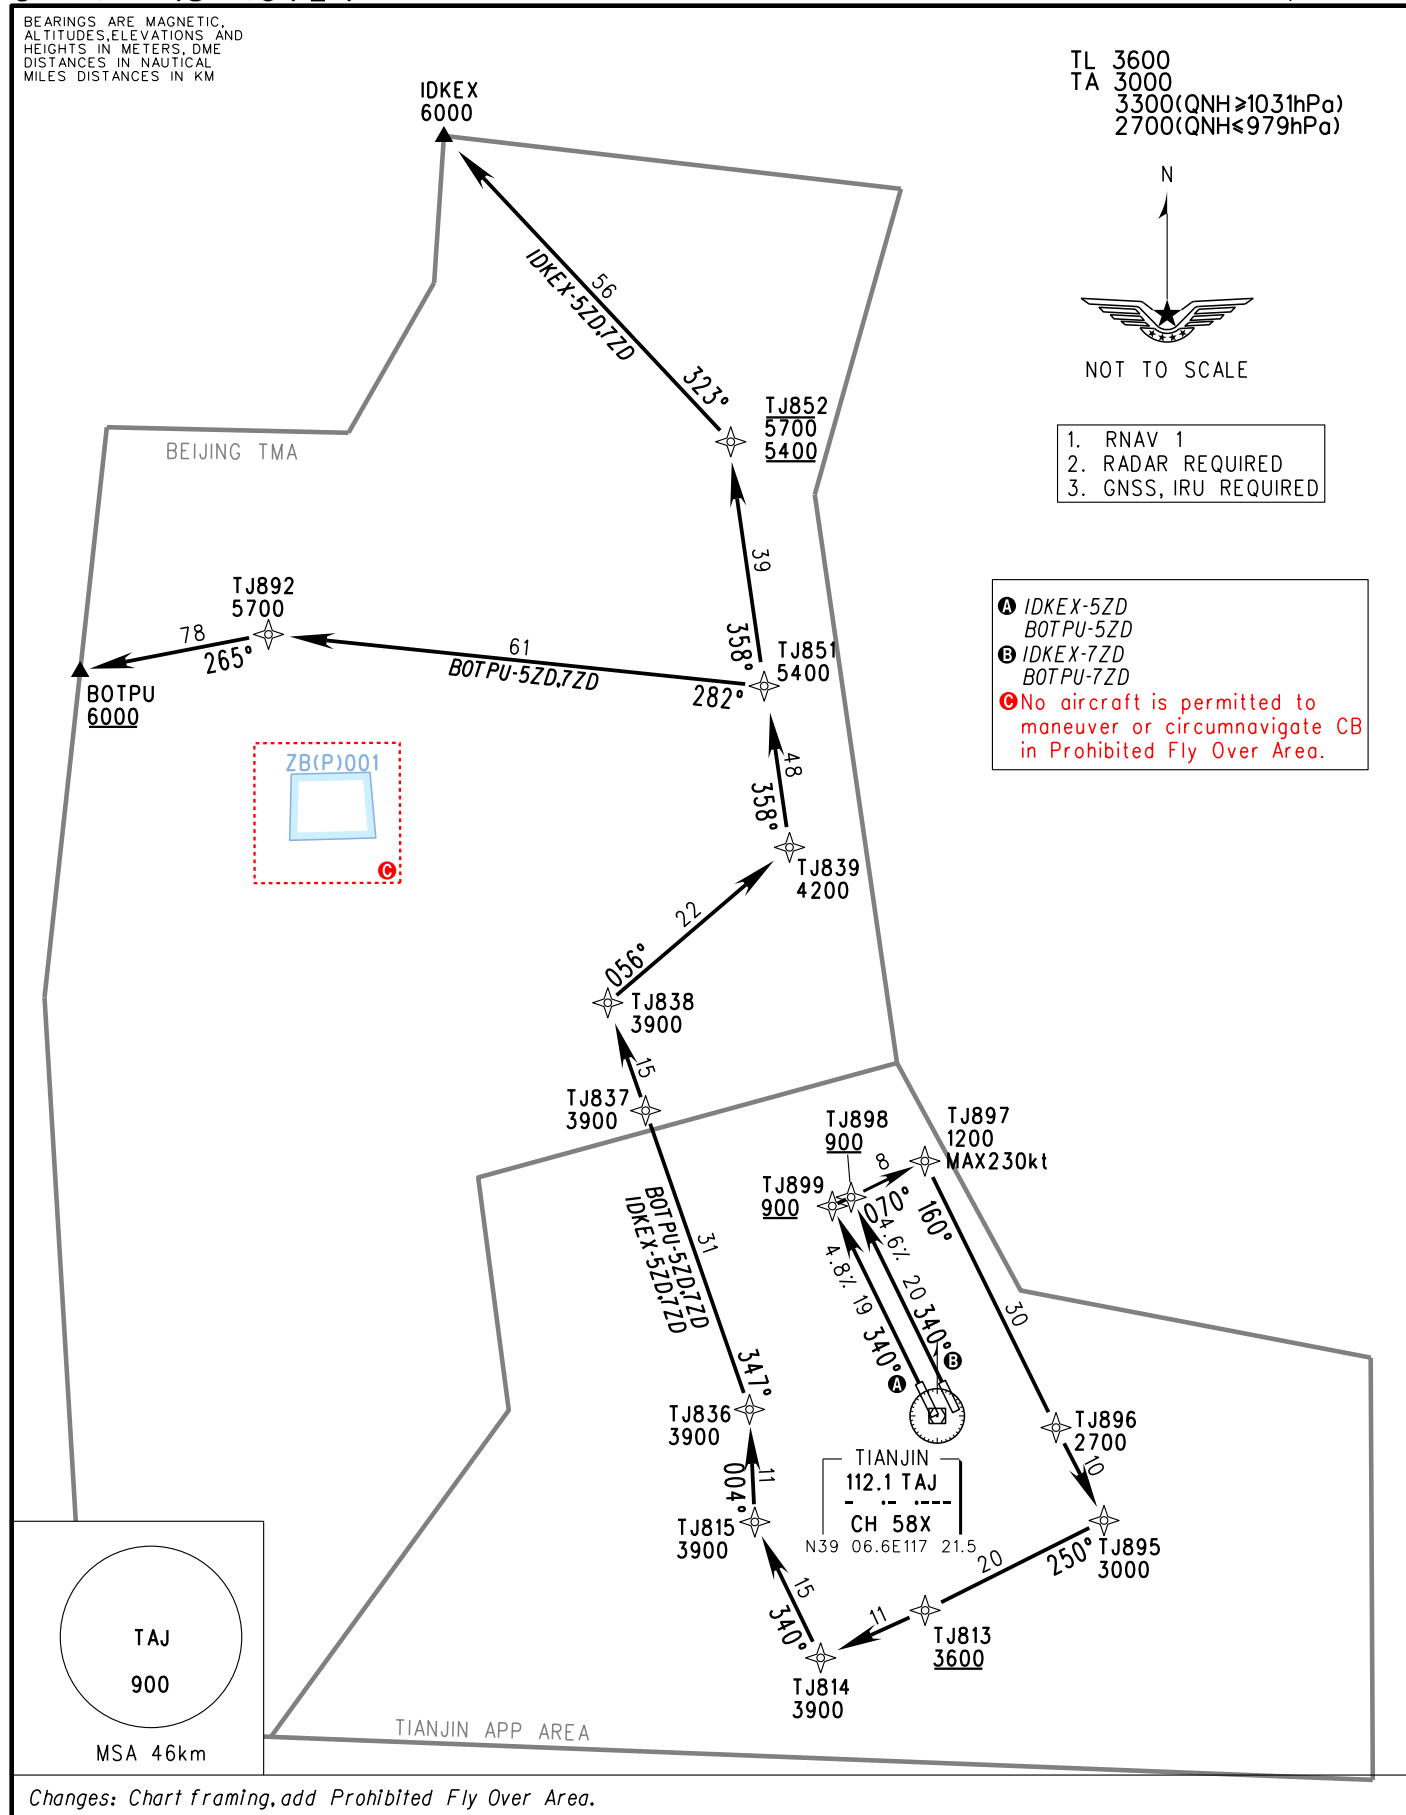 BEARINGS ARE MAGNETIC,
ALTITUDES,ELEVATIONS AND
HEIGHTS IN METERS, DME
DISTANCES IN NAUTICAL
MILES DISTANCES IN KM
TL 3600
TA 3000
3300(QNH≥1031hPa)
2700(QNH≤979hPa)
IDKEX
6000
N
NOT TO SCALE
56
IDKEX-5ZD,7ZD
323°
TJ852
5700
5400
1. RNAV 1
2. RADAR REQUIRED
3. GNSS, IRU REQUIRED
BEIJING TMA
39
358°
A IDKEX-5ZD
BOTPU-5ZD
B IDKEX-7ZD
BOTPU-7ZD
C No aircraft is permitted to
maneuver or circumnavigate CB
in Prohibited Fly Over Area.
TJ892
5700
78
265°
61
BOTPU-5ZD,7ZD
282°
TJ851
5400
BOTPU
6000
ZB(P)001
C
48
358°
TJ839
4200
22
056°
TJ838
3900
15
TJ837
3900
TJ898
900
TJ897
1200
MAX230kt
8
070°
160°
TJ899
900
BOTPU-5ZD,7ZD
IDKEX-5ZD,7ZD
31
347°
4.8% 19 340°
A
4.6% 20 340°
B
30
TJ836
3900
TJ896
2700
10
11
004°
TIANJIN
112.1 TAJ
- .- .---
CH 58X
N39 06.6E117 21.5
TJ815
3900
TJ895
3000
250°
20
15
340°
11
TJ813
3600
TJ814
3900
TAJ
900
MSA 46km
TIANJIN APP AREA
Changes: Chart framing, add Prohibited Fly Over Area.